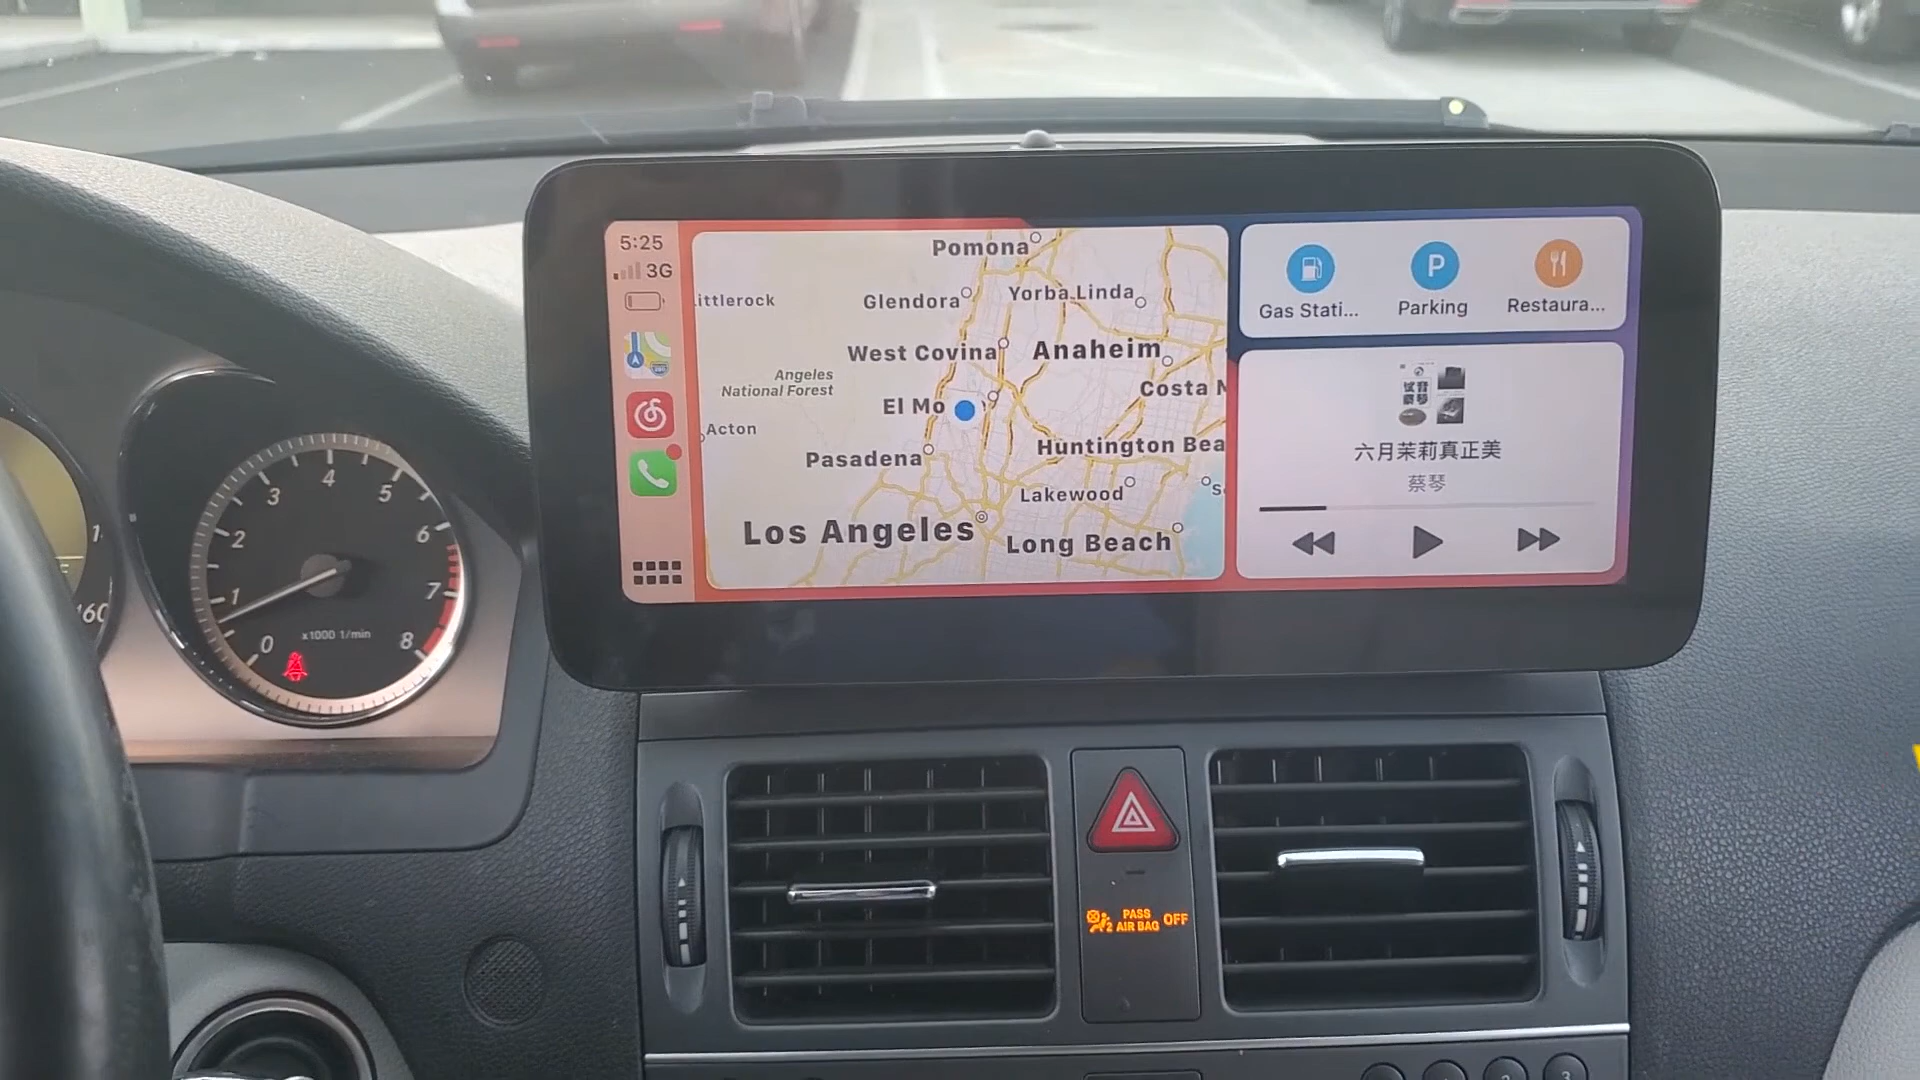 5:25
3G
Pomona
ittlerock
Glendora
Yorba Linda
West Covina
Anaheim
Angeles
National Forest
Costa M
El Mo
Acton
Pasadena
Huntington Bea
Lakewood
Los Angeles
Long Beach
Gas Stati...
P
Parking
Restaura...
六月茉莉真正美
蔡琴
0
1
2
3
4
5
6
7
8
x1000 1/min
160
PASS
2 AIR BAG OFF